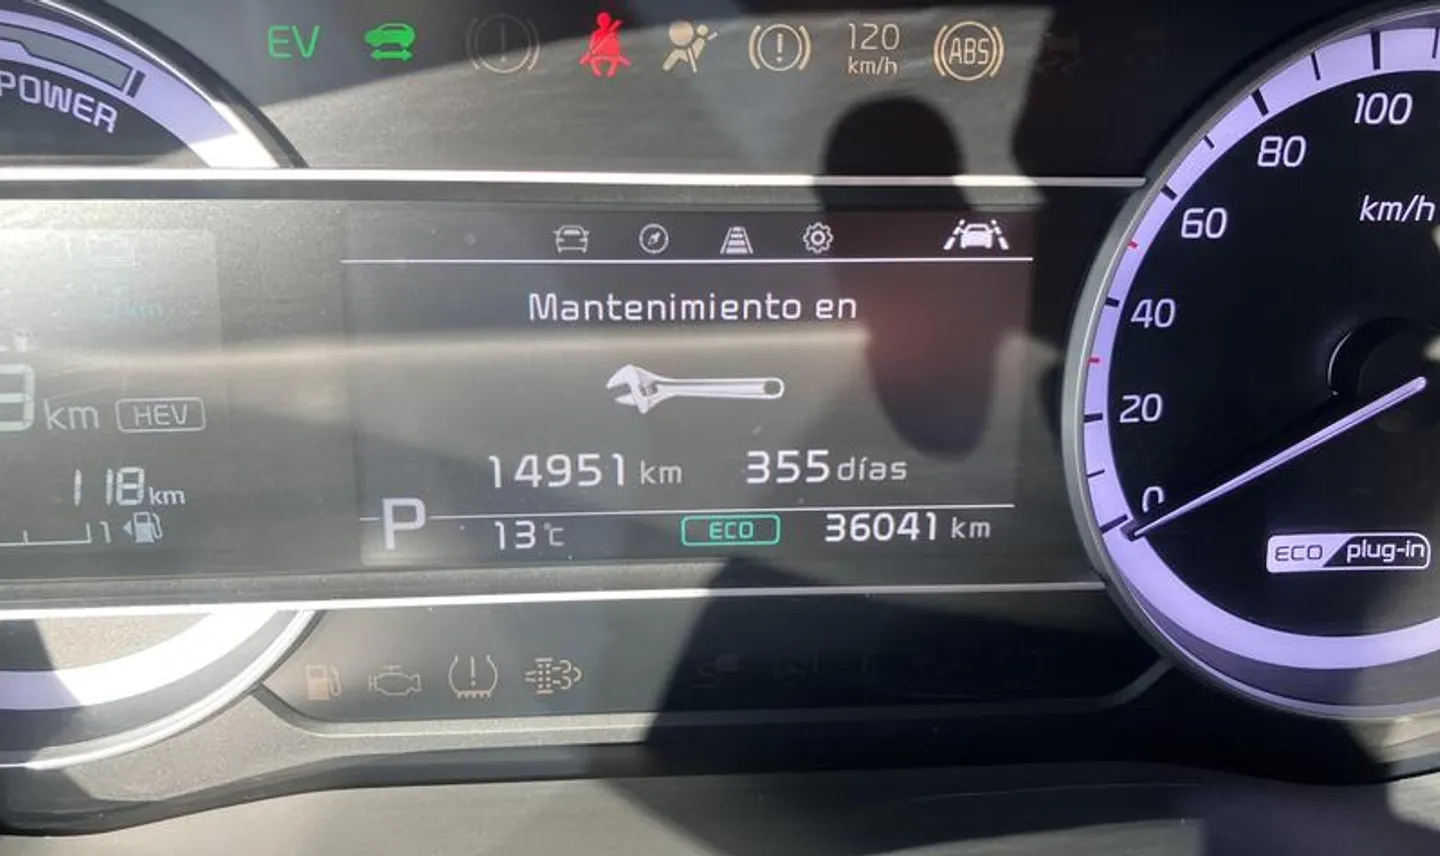 EV
120
km/h
ABS
POWER
100
80
60
km/h
40
20
0
Mantenimiento en
km HEV
14951 km 355 días
118 km
1
P
13°C ECO 36041 km
ECO plug-in